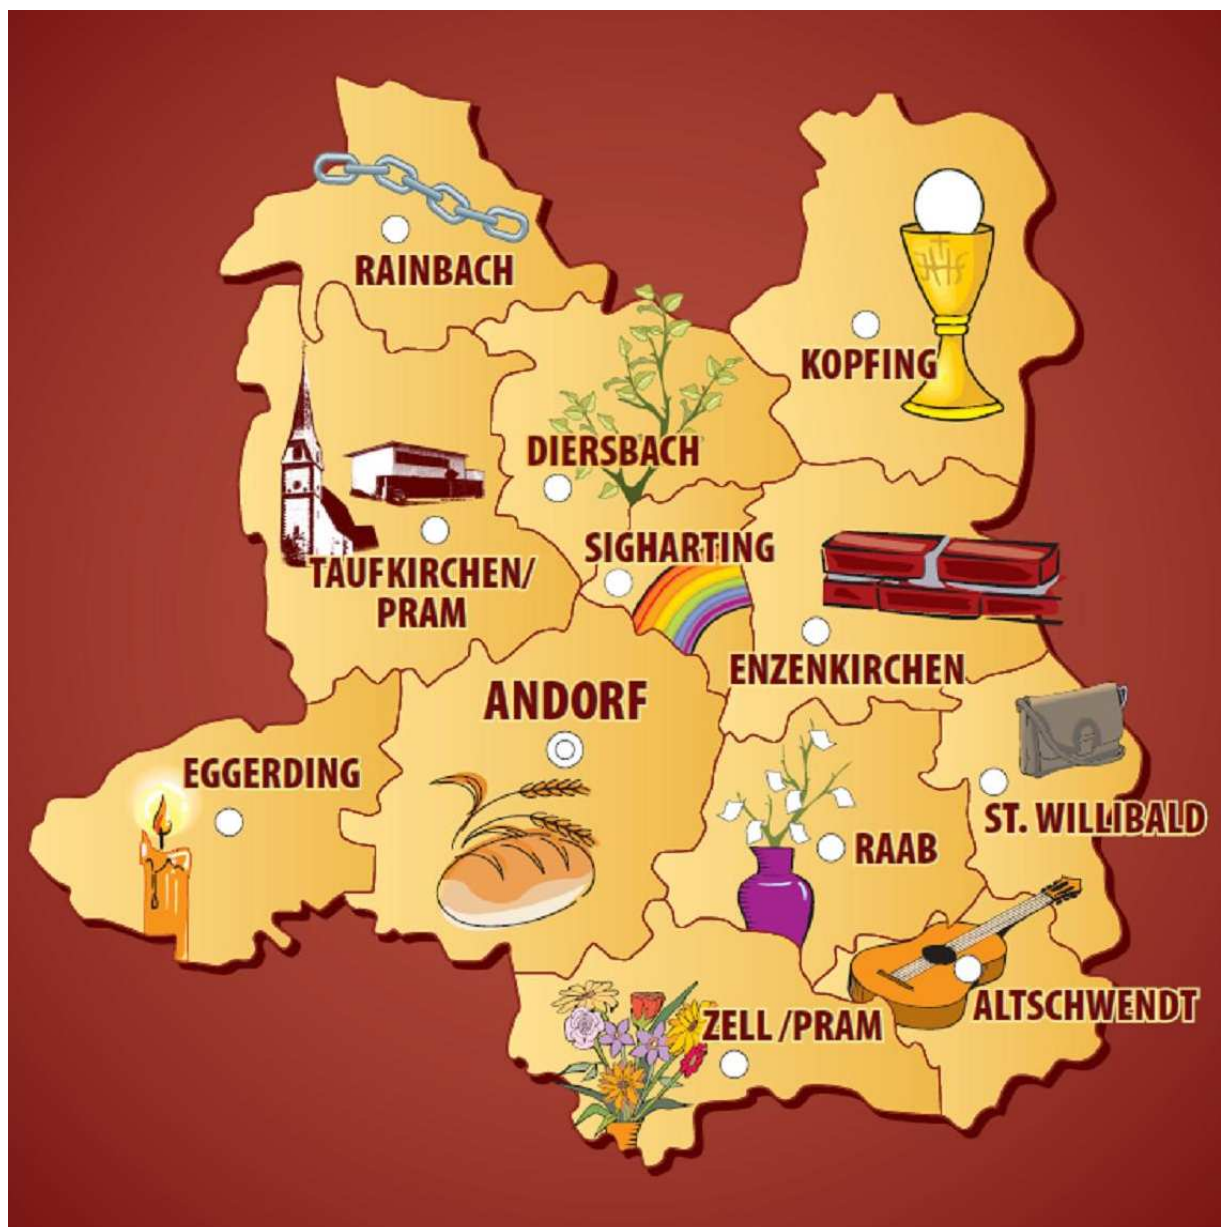 RAINBACH
KOPFING
DIERSBACH
SIGHARTING
TAUFKIRCHEN/
PRAM
ENZENKIRCHEN
ANDORF
EGGERDING
ST. WILLIBALD
RAAB
ALTSCHWENDT
ZELL /PRAM